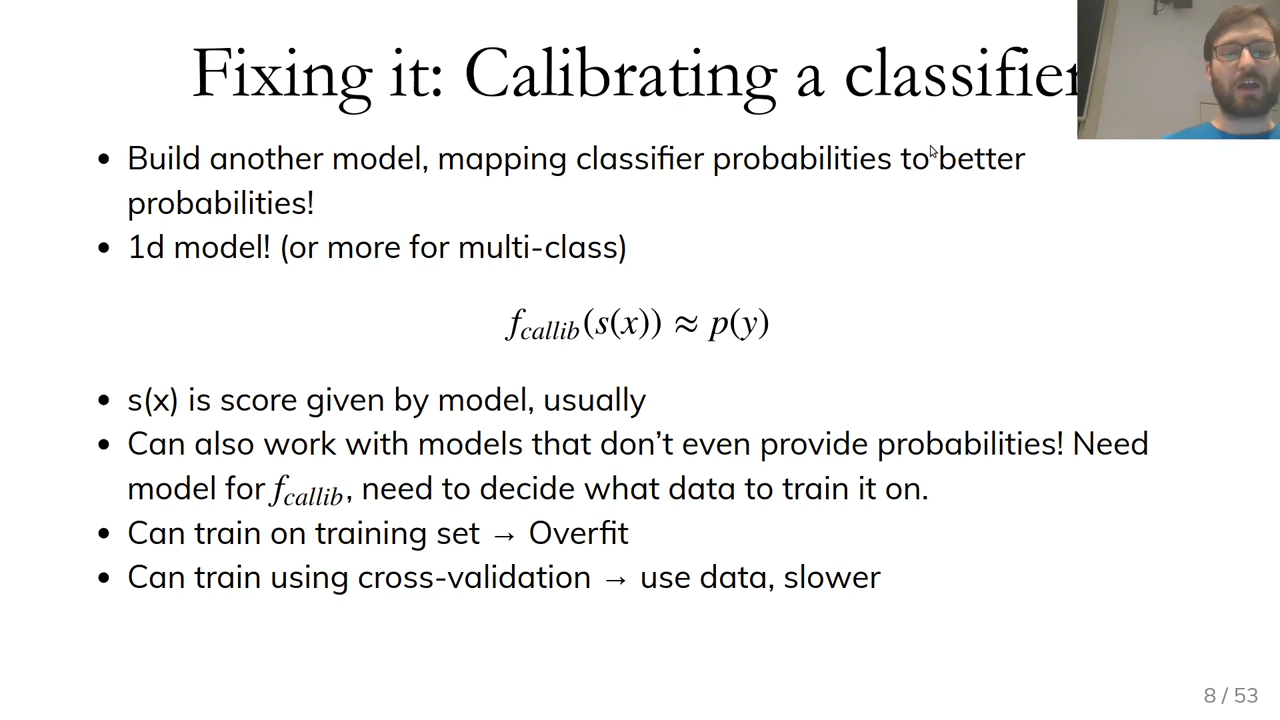 Fixing it: Calibrating a classifier
• Build another model, mapping classifier probabilities to better
probabilities!
• 1d model! (or more for multi-class)
f_callib(s(x)) ≈ p(y)
• s(x) is score given by model, usually
• Can also work with models that don’t even provide probabilities! Need
model for f_callib, need to decide what data to train it on.
• Can train on training set → Overfit
• Can train using cross-validation → use data, slower
8 / 53